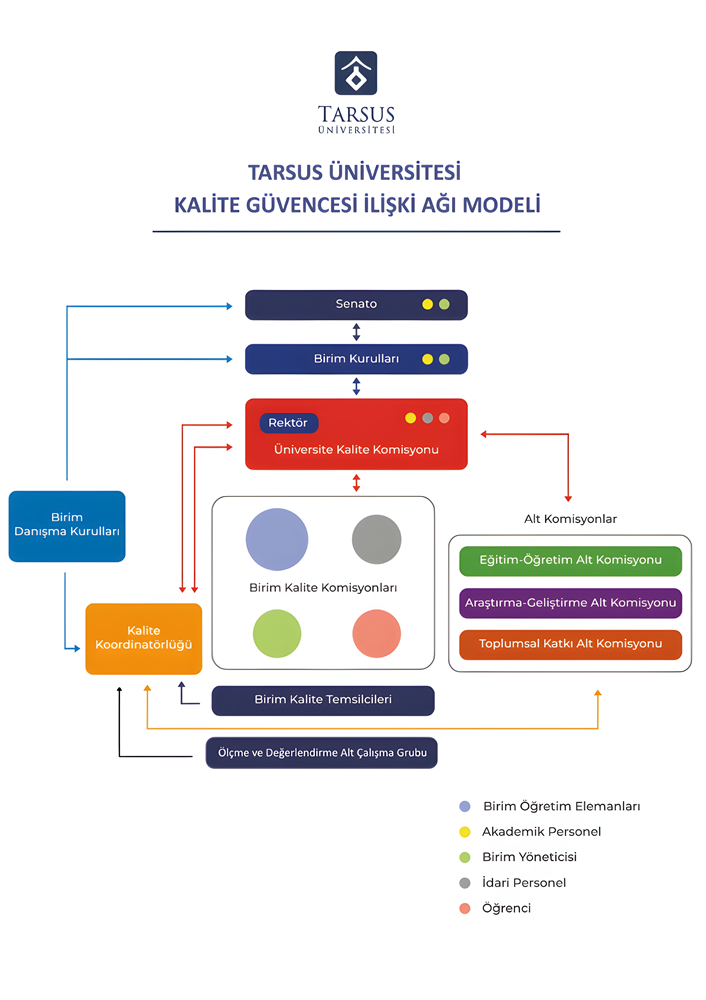 TARSUS
ÜNİVERSİTESİ
TARSUS ÜNİVERSİTESİ
KALİTE GÜVENCESİ İLİŞKİ AĞI MODELİ
Senato
Birim Kurulları
Rektör
Üniversite Kalite Komisyonu
Birim
Danışma Kurulları
Alt Komisyonlar
Eğitim-Öğretim Alt Komisyonu
Araştırma-Geliştirme Alt Komisyonu
Toplumsal Katkı Alt Komisyonu
Birim Kalite Komisyonları
Kalite
Koordinatörlüğü
Birim Kalite Temsilcileri
Ölçme ve Değerlendirme Alt Çalışma Grubu
Birim Öğretim Elemanları
Akademik Personel
Birim Yöneticisi
İdari Personel
Öğrenci